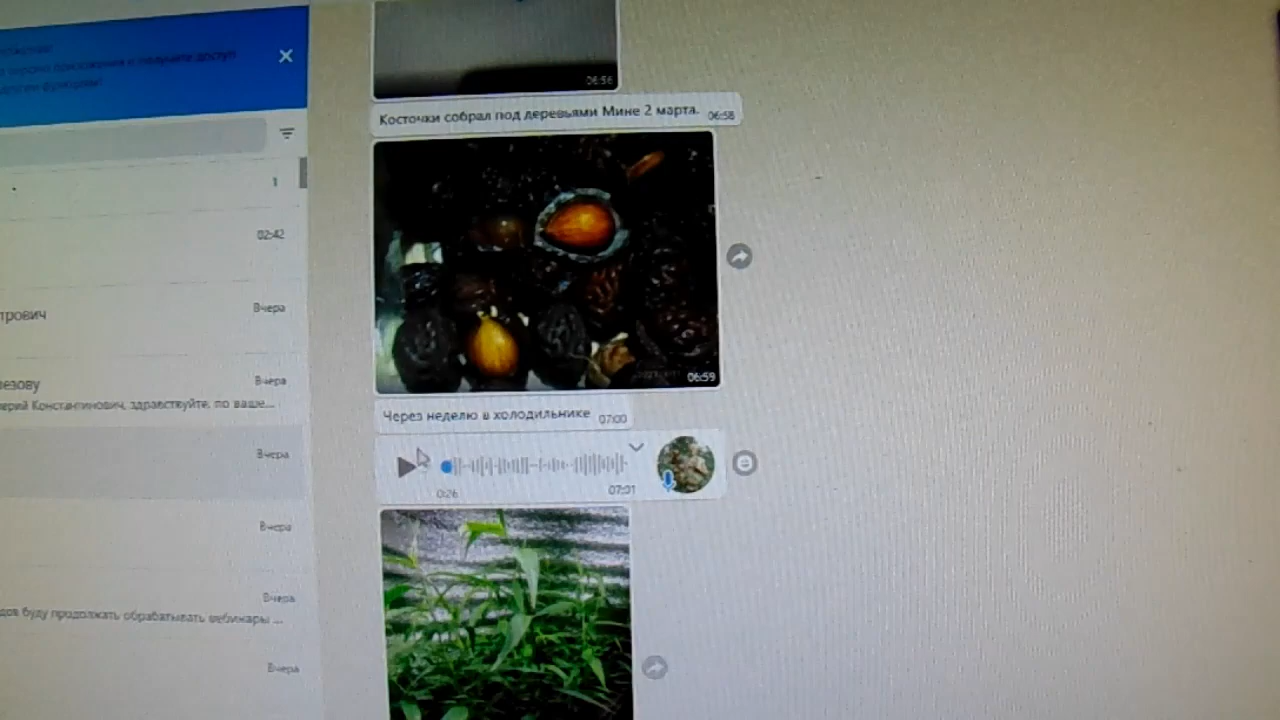 06:56
Косточки собрал под деревьями Мине 2 марта. 06:58
1
02:42
трович Вчера
06:59
резову Вчера
ерий Константинович, здравствуйте, по ваше...
Через неделю в холодильнике 07:00
Вчера
0:26 07:01
Вчера
Вчера
дов буду продолжать обрабатывать вебинары ...
Вчера